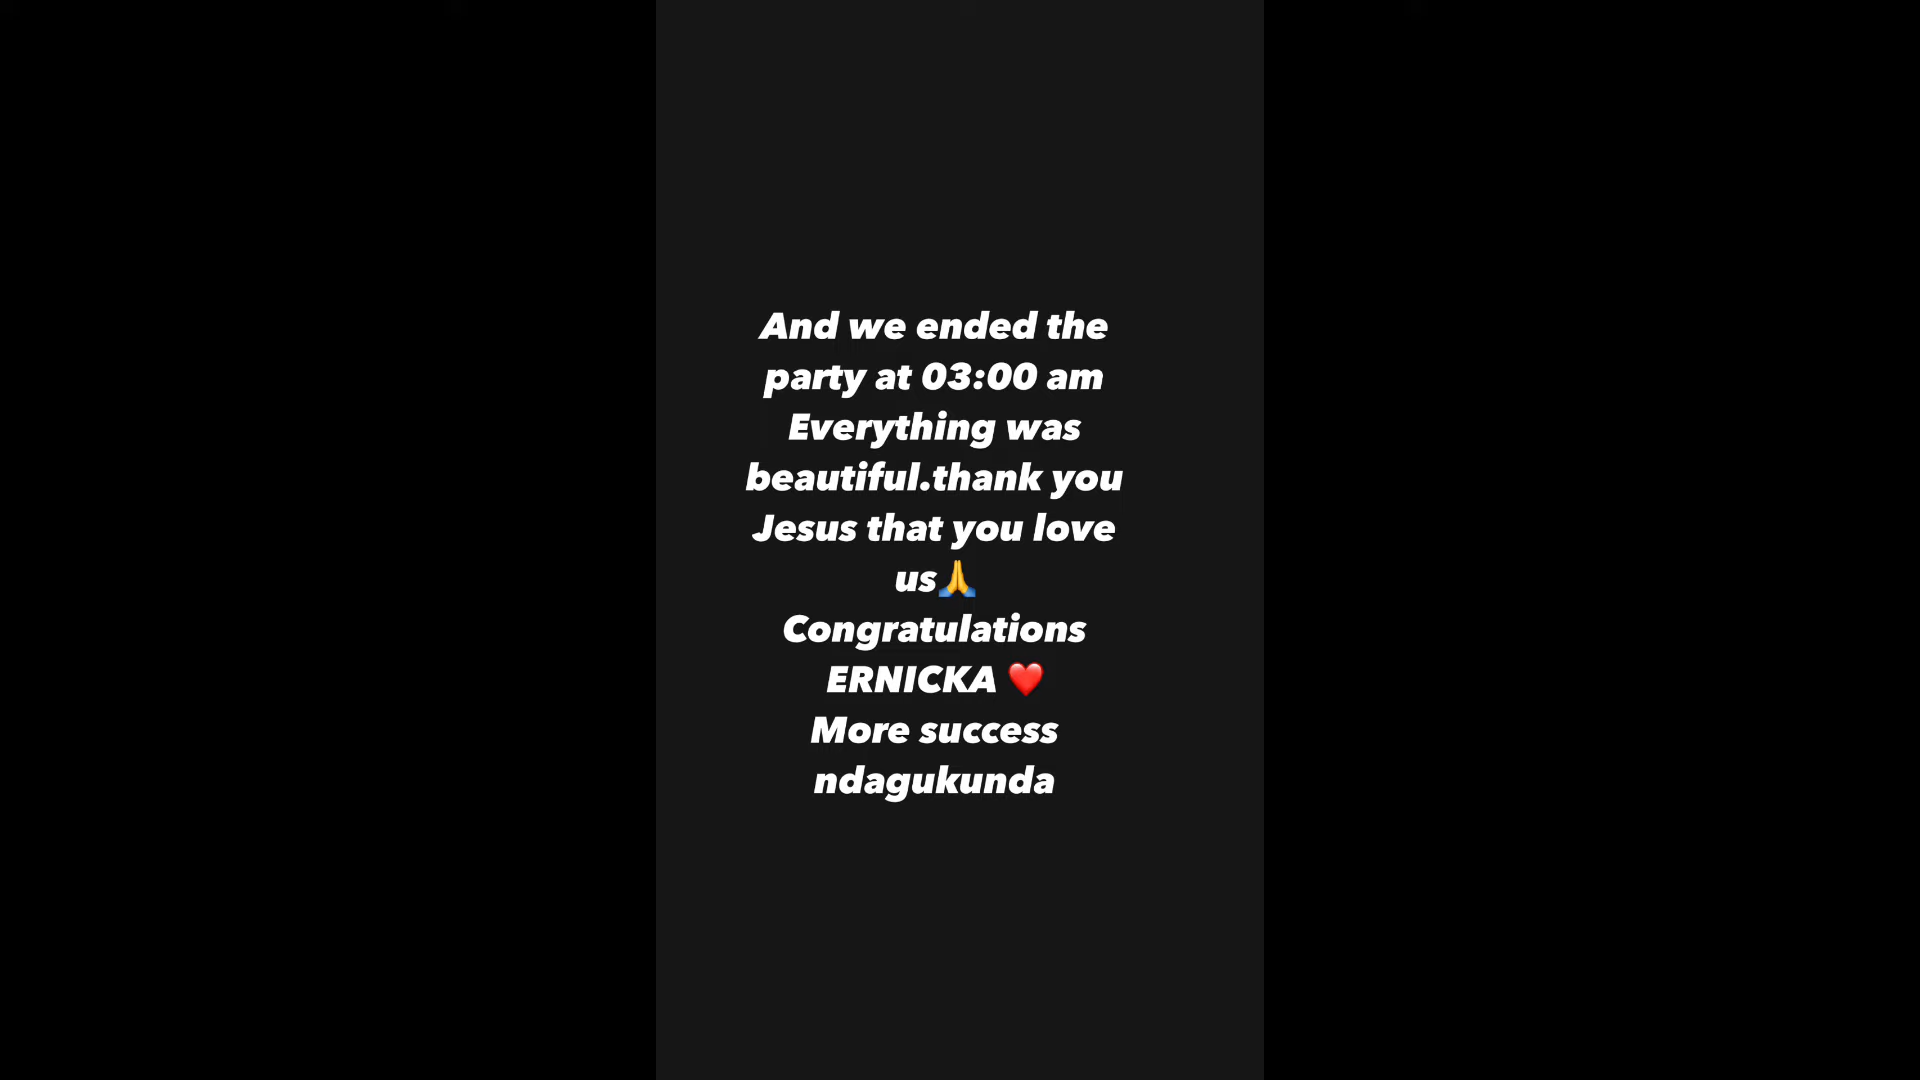 And we ended the
party at 03:00 am
Everything was
beautiful.thank you
Jesus that you love
us🙏
Congratulations
ERNICKA ❤️
More success
ndagukunda